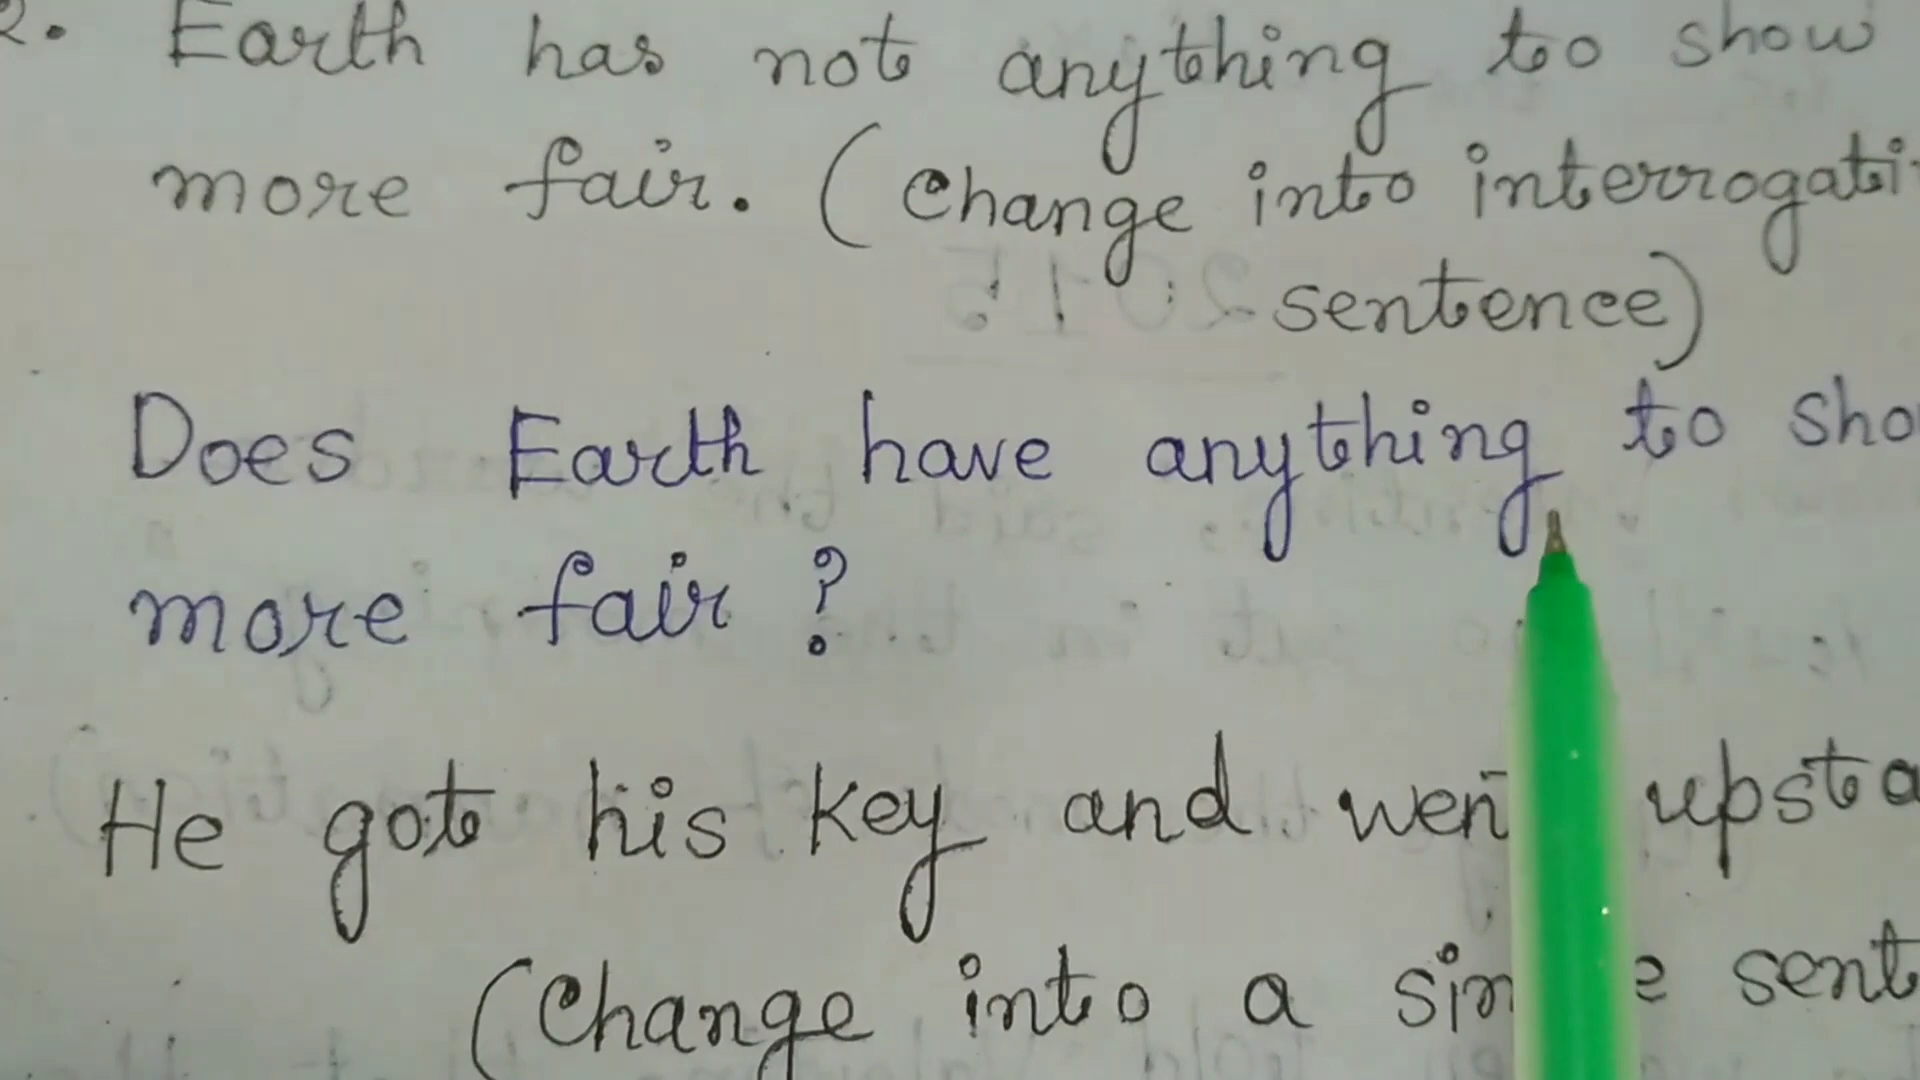 2. Earth has not anything to show
more fair. (Change into interrogati
sentence)
Does Earth have anything to sho
more fair ?
He got his key and wen upsta
(Change into a sent